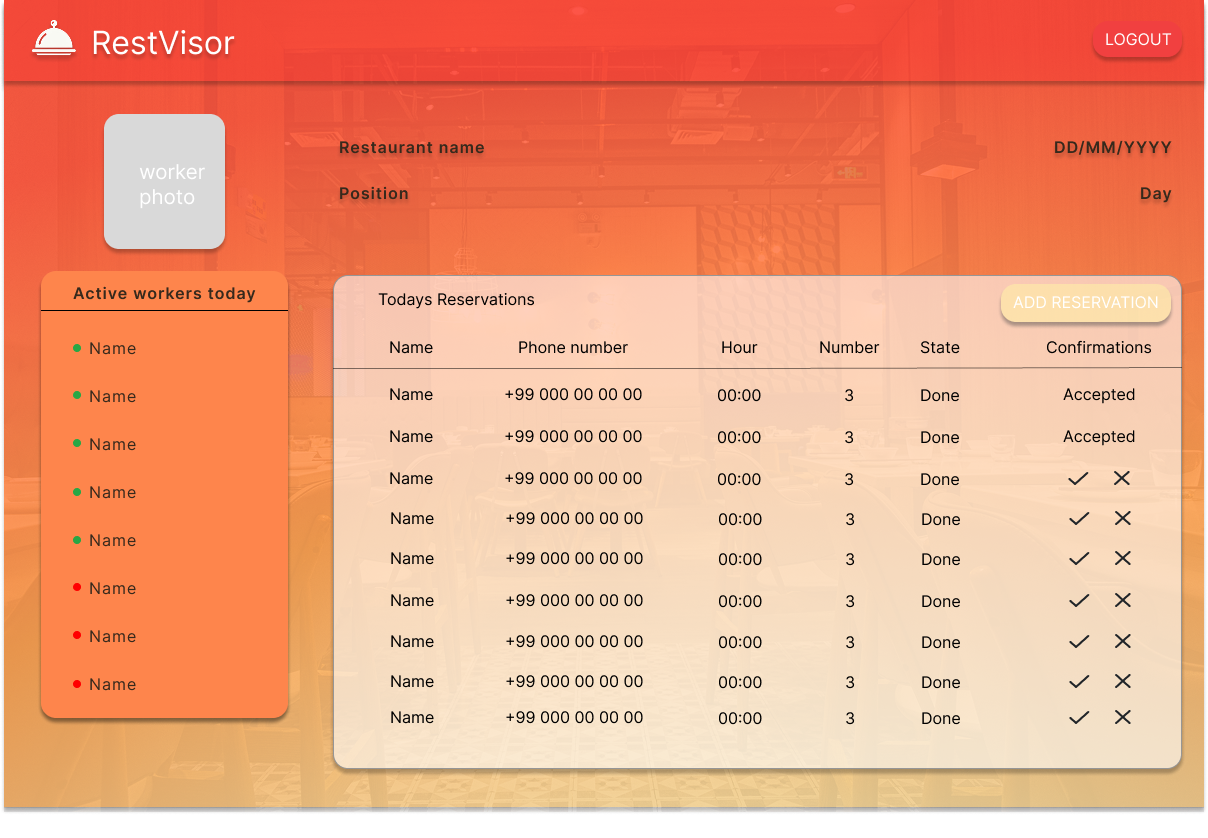 RestVisor
LOGOUT
worker
photo
Restaurant name
DD/MM/YYYY
Position
Day
Active workers today
Name
Name
Name
Name
Name
Name
Name
Name
Todays Reservations
ADD RESERVATION
Name Phone number Hour Number State Confirmations
Name +99 000 00 00 00 00:00 3 Done Accepted
Name +99 000 00 00 00 00:00 3 Done Accepted
Name +99 000 00 00 00 00:00 3 Done
Name +99 000 00 00 00 00:00 3 Done
Name +99 000 00 00 00 00:00 3 Done
Name +99 000 00 00 00 00:00 3 Done
Name +99 000 00 00 00 00:00 3 Done
Name +99 000 00 00 00 00:00 3 Done
Name +99 000 00 00 00 00:00 3 Done